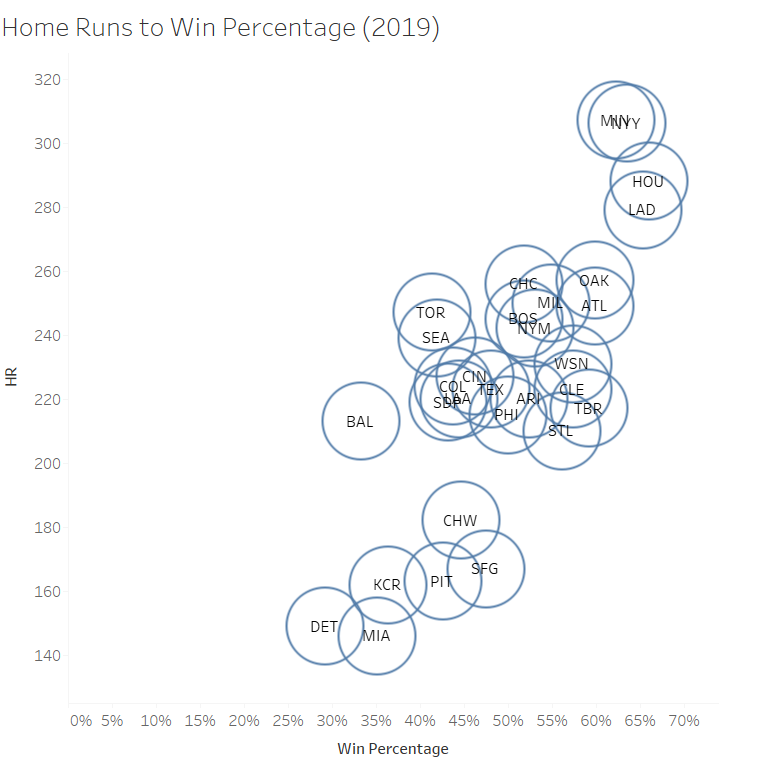 Home Runs to Win Percentage (2019)
320
300
280
260
240
220
200
180
160
140
HR
MIN
NYY
HOU
LAD
OAK
CHC
MIL
ATL
TOR
BOS
NYM
SEA
WSN
CIN
COL
TEX
CLE
LAA
SDP
ARI
TBR
PHI
BAL
STL
CHW
SFG
KCR
PIT
DET
MIA
0% 5% 10% 15% 20% 25% 30% 35% 40% 45% 50% 55% 60% 65% 70%
Win Percentage